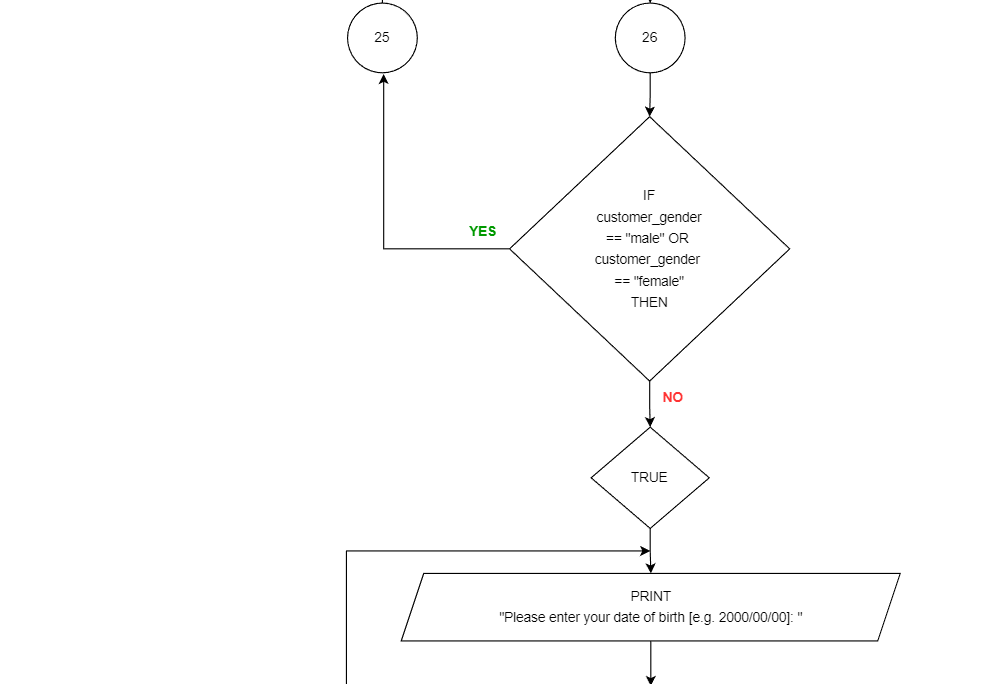 25
26
IF
customer_gender
== "male" OR
customer_gender
== "female"
THEN
YES
NO
TRUE
PRINT
"Please enter your date of birth [e.g. 2000/00/00]: "